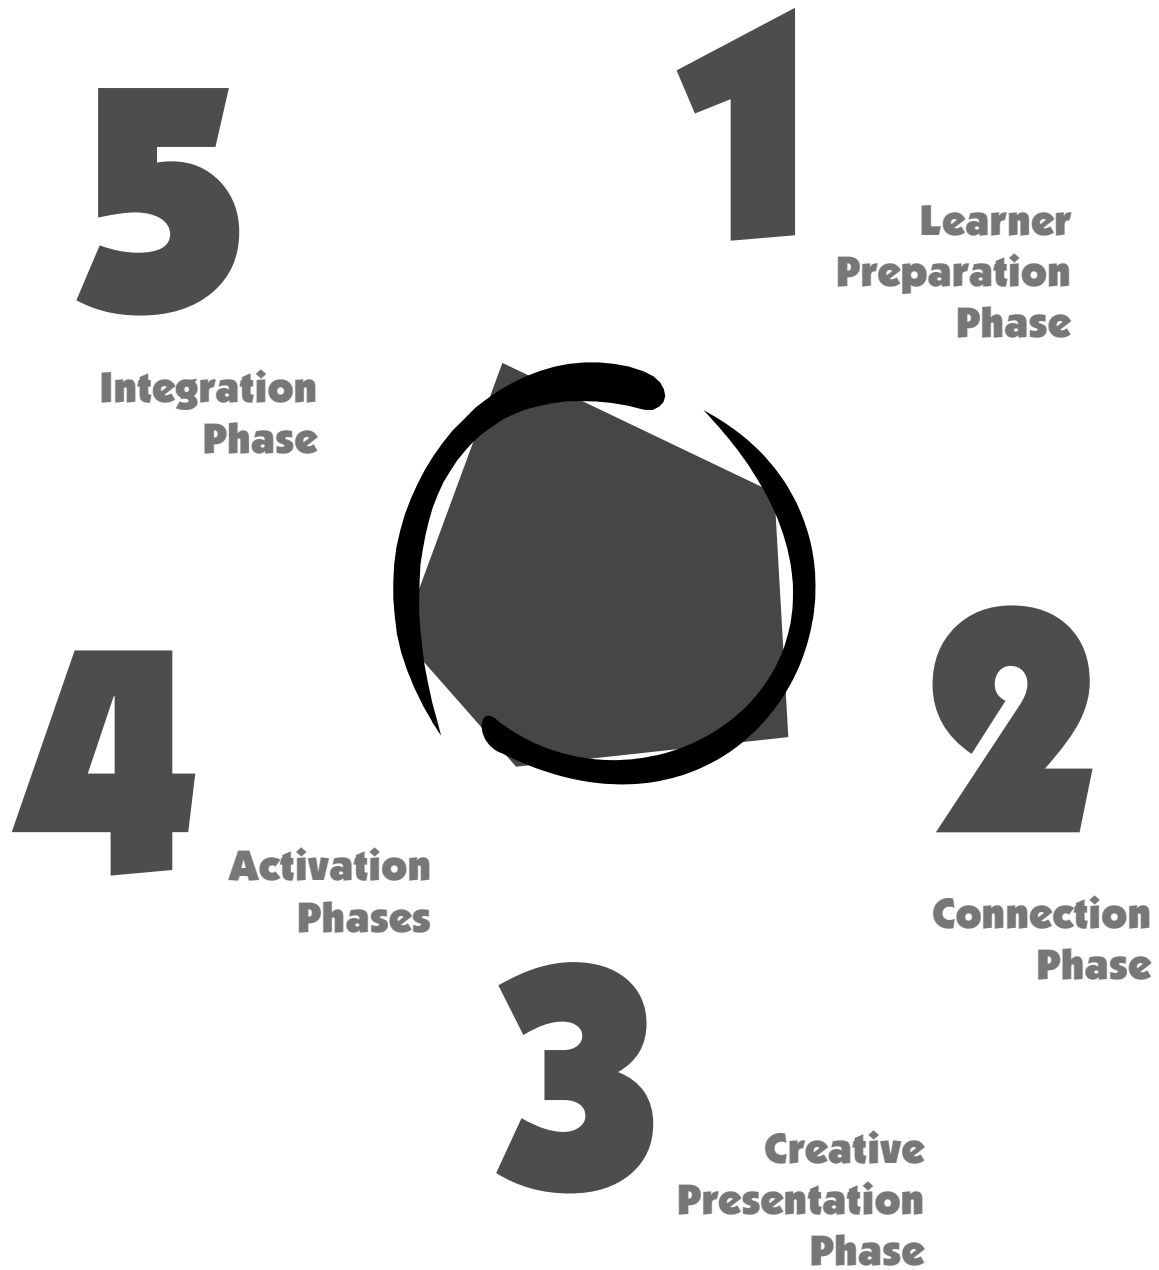 1
Learner
Preparation
Phase
2
Connection
Phase
3
Creative
Presentation
Phase
4
Activation
Phases
5
Integration
Phase